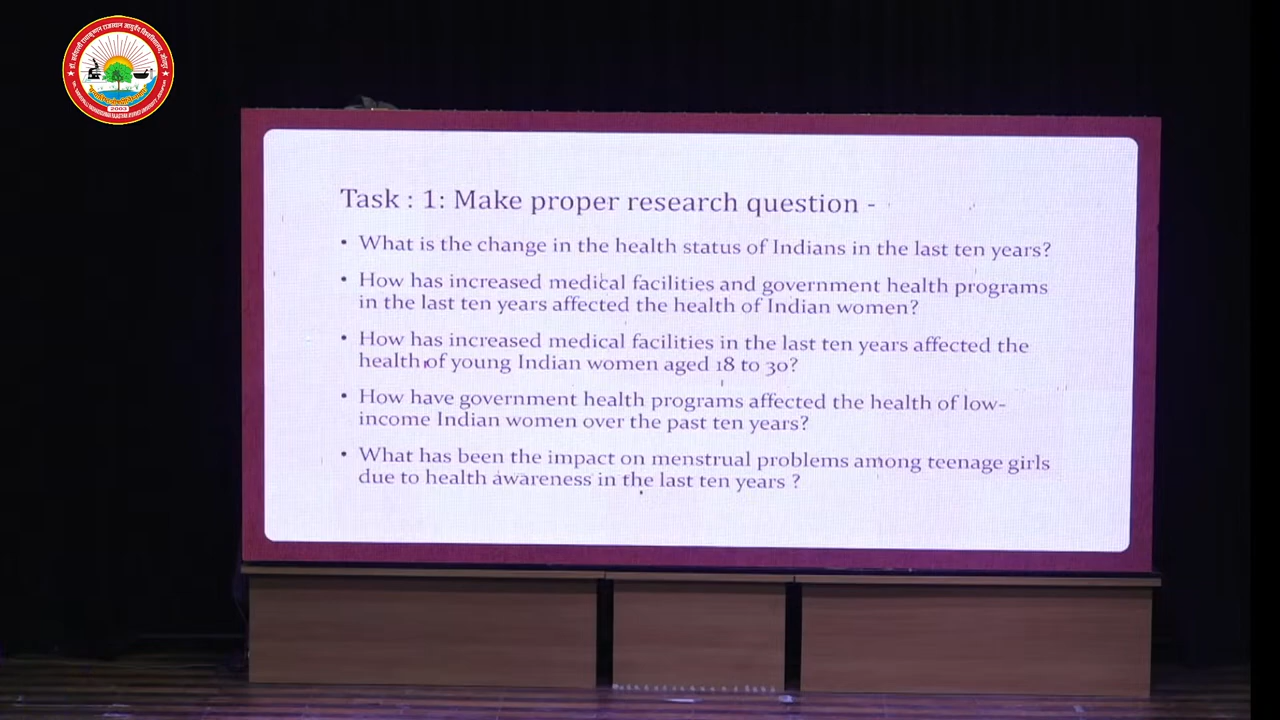 Task : 1: Make proper research question -
• What is the change in the health status of Indians in the last ten years?
• How has increased medical facilities and government health programs
in the last ten years affected the health of Indian women?
• How has increased medical facilities in the last ten years affected the
health of young Indian women aged 18 to 30?
• How have government health programs affected the health of low-
income Indian women over the past ten years?
• What has been the impact on menstrual problems among teenage girls
due to health awareness in the last ten years ?
2003